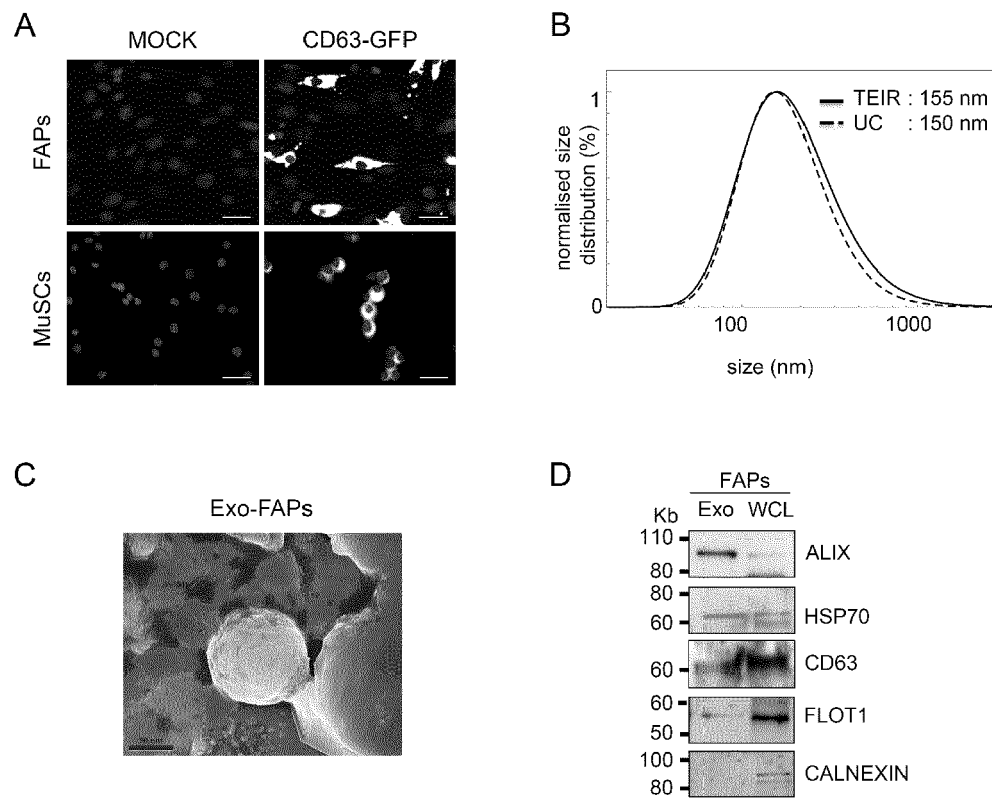 A
MOCK
CD63-GFP
FAPs
MuSCs
B
TEIR : 155 nm
UC : 150 nm
normalised size
distribution (%)
1
0
100
1000
size (nm)
C
Exo-FAPs
D
FAPs
Exo WCL
Kb
110
80
ALIX
80
60
HSP70
60
CD63
60
50
FLOT1
100
80
CALNEXIN